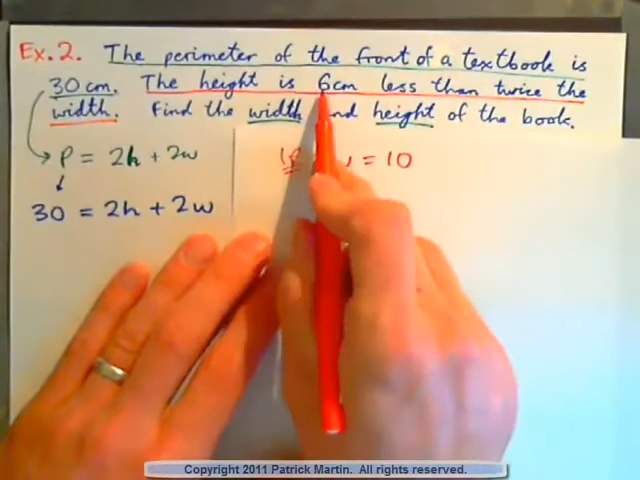 Ex. 2. The perimeter of the front of a textbook is
30 cm. The height is 6cm less than twice the
width. Find the width and height of the book.
P = 2h + 2w
30 = 2h + 2w
If = 10
Copyright 2011 Patrick Martin. All rights reserved.